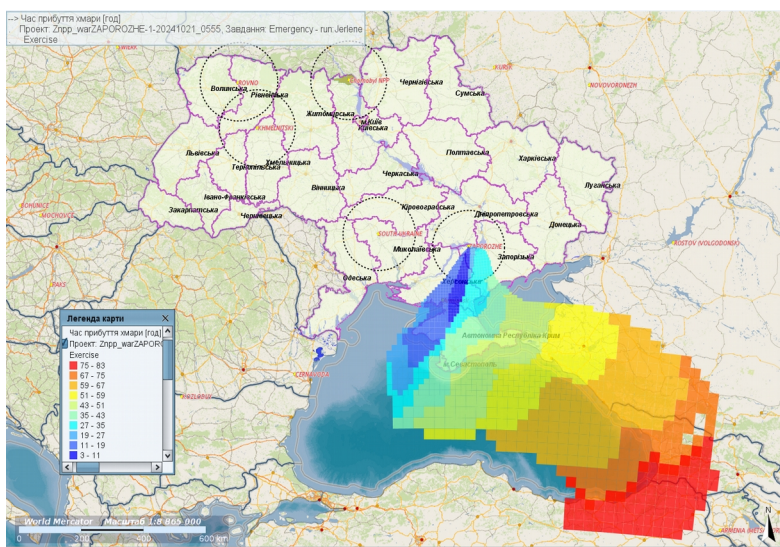 --> Час прибуття хмари [год]
Проект: Znpp_warZAPOROZHE-1-20241021_0555, Завдання: Emergency - run:Jerlene
Exercise
KURSK
NOVOVORONEZH
Чернігівська
Сумська
ROVNO
Волинська
Рівненська
Житомирська
м.Київ
Київська
KHMELNITSKI
Львівська
Тернопільська
Хмельницька
Полтавська
Харківська
Черкаська
Луганська
Вінницька
Івано-Франківська
Закарпатська
Чернівецька
Кіровоградська
Дніпропетровська
Донецька
BOHUNICE
MOCHOVCE
SOUTH-UKRAINE
Миколаївська
ZAPOROZHE
Запорізька
ROSTOV (VOLGODONSK)
Одеська
Херсонська
PAKS
Автономна Республіка Крим
м.Севастополь
KOZLODUY
Легенда карти
Час прибуття хмари [год]
Проект: Znpp_warZAPORO
Exercise
75 - 83
67 - 75
59 - 67
51 - 59
43 - 51
35 - 43
27 - 35
19 - 27
11 - 19
3 - 11
World Mercator
Масштаб 1:8 865 000
0 200 400 600 km
N